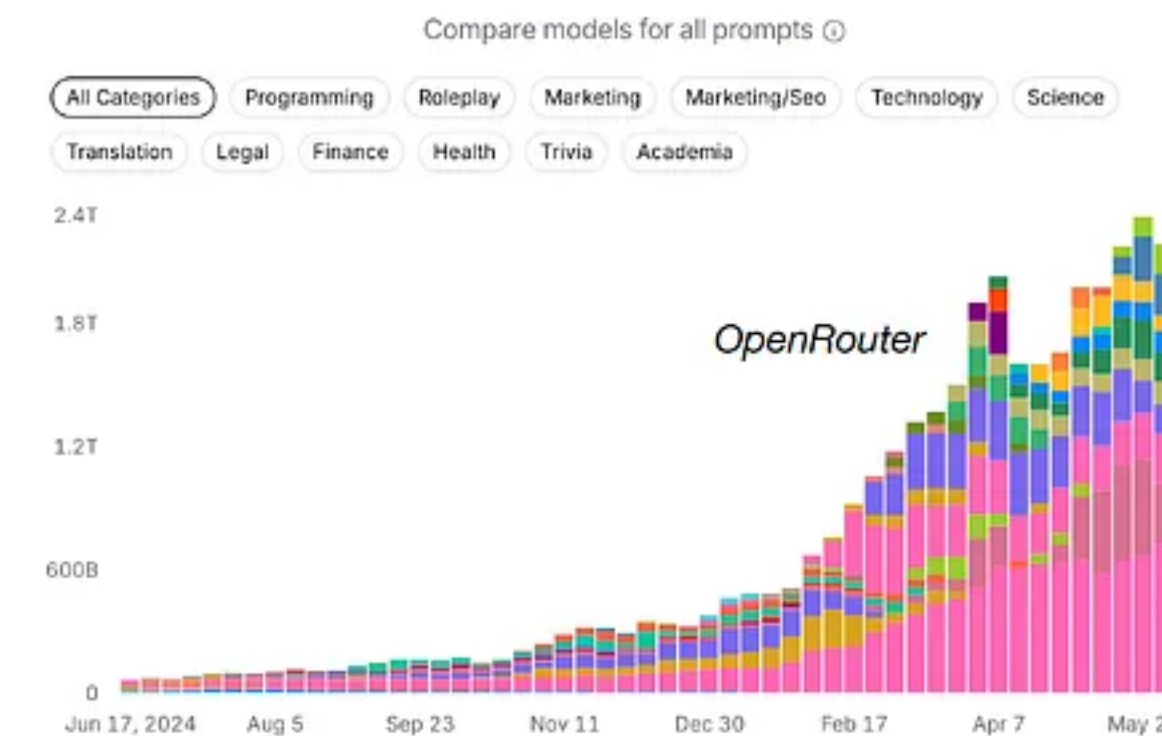 Compare models for all prompts
All Categories Programming Roleplay Marketing Marketing/Seo Technology Science
Translation Legal Finance Health Trivia Academia
2.4T
1.8T
OpenRouter
1.2T
600B
0
Jun 17, 2024 Aug 5 Sep 23 Nov 11 Dec 30 Feb 17 Apr 7 May